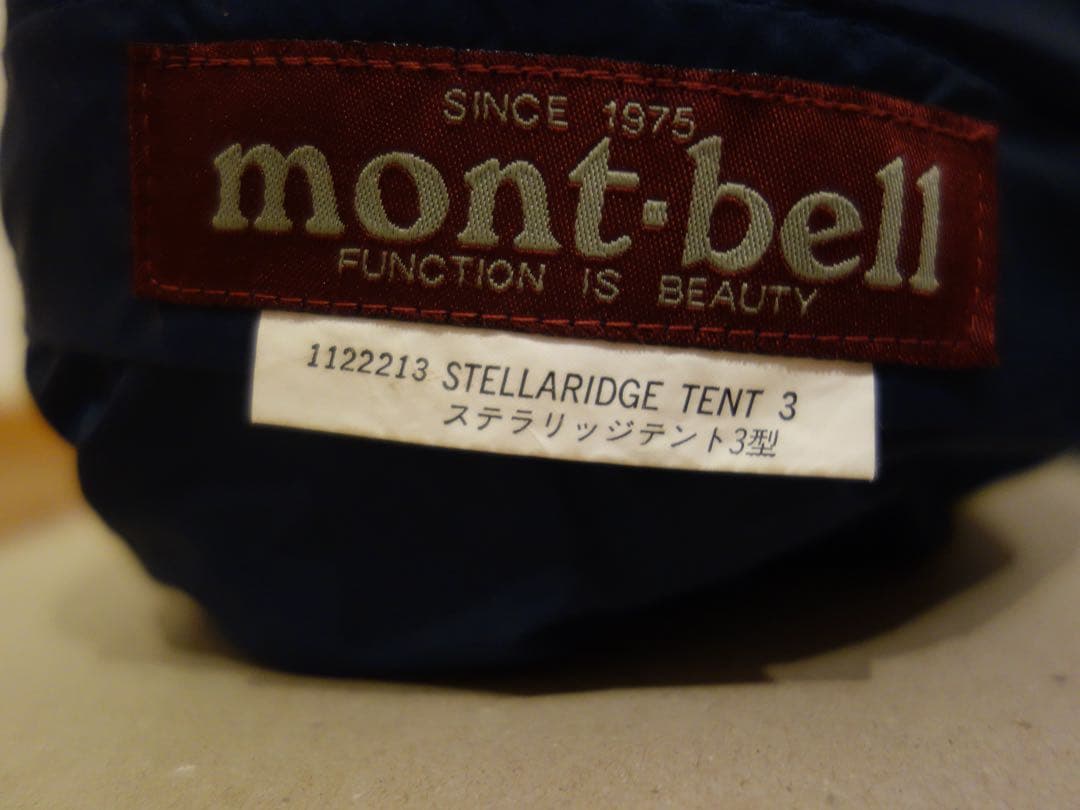 SINCE 1975
mont·bell
FUNCTION IS BEAUTY
1122213 STELLARIDGE TENT 3
ステラリッジテント3型